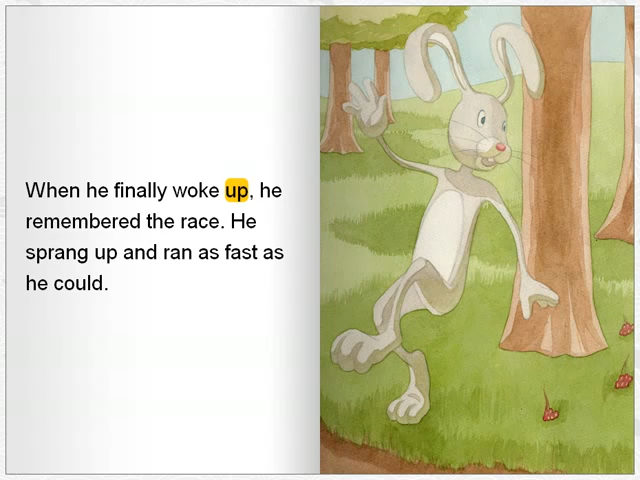 When he finally woke up, he
remembered the race. He
sprang up and ran as fast as
he could.